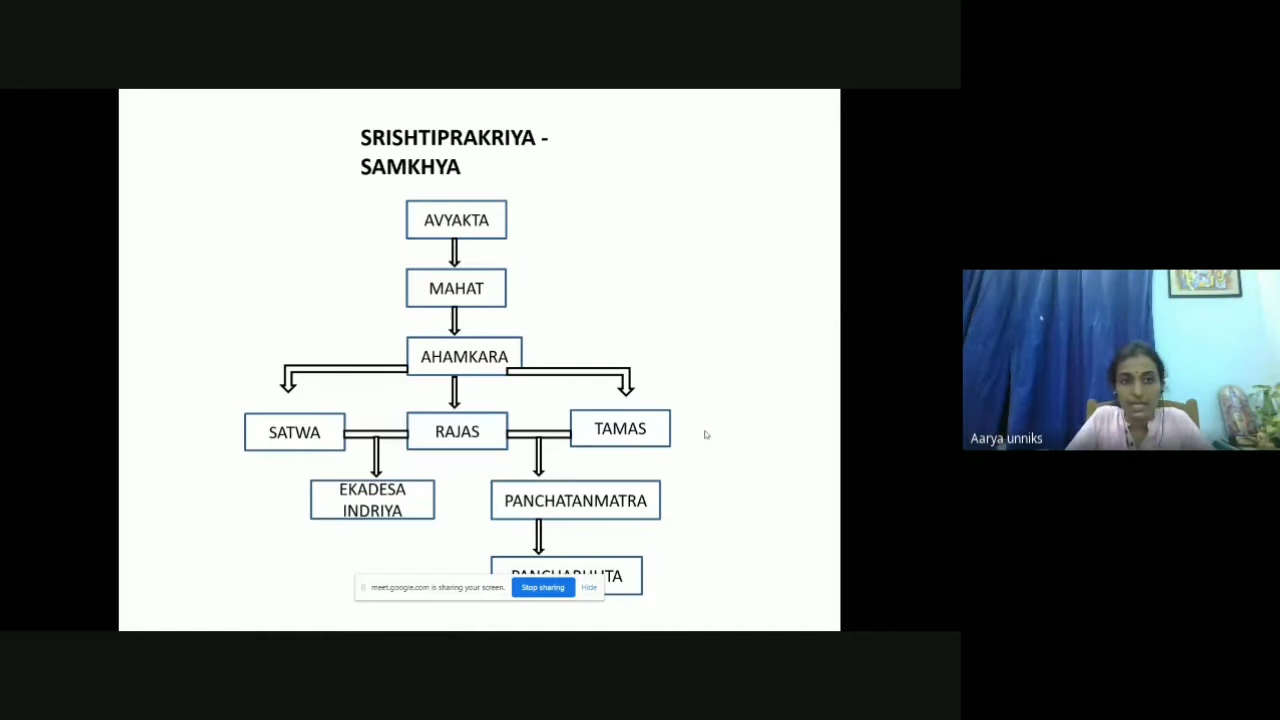 SRISHTIPRAKRIYA -
SAMKHYA
AVYAKTA
MAHAT
AHAMKARA
SATWA
RAJAS
TAMAS
EKADESA
INDRIYA
PANCHATANMATRA
meet.google.com is sharing your screen.
Stop sharing
Hide
Aarya unniks